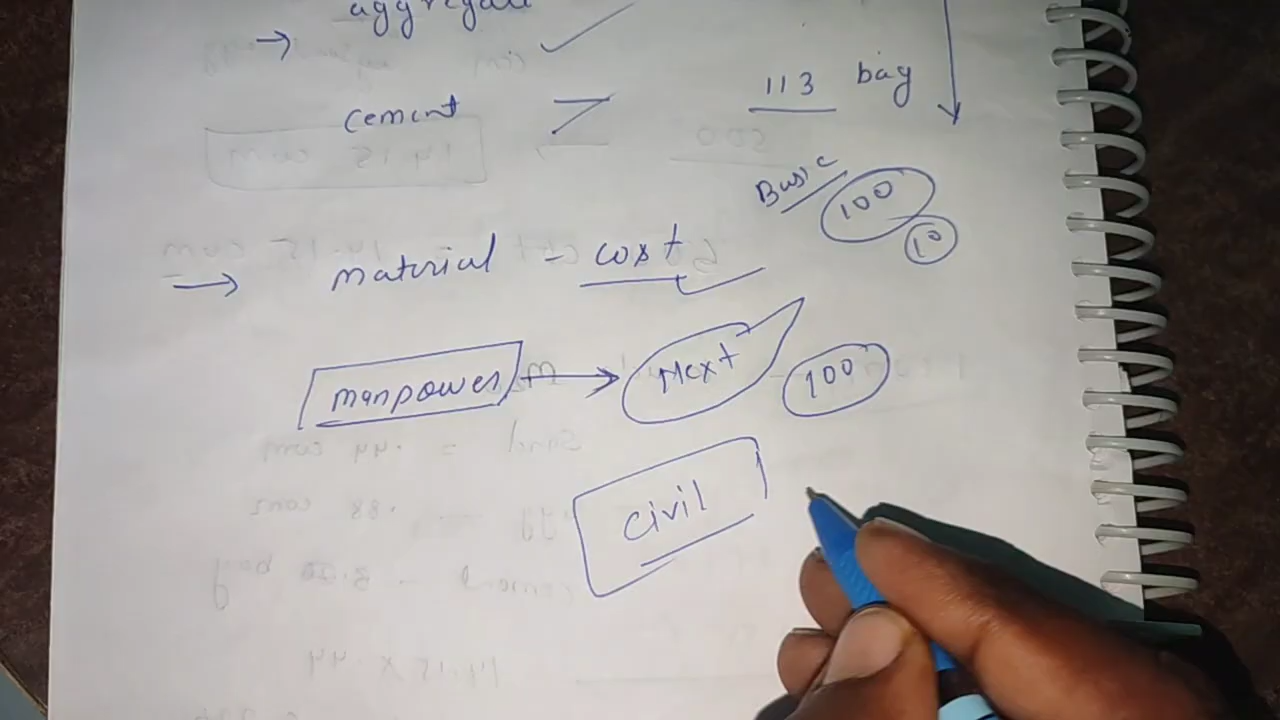 aggregate
cement 113 bag
Basic 100
10
material - cost
manpower Next 100
civil